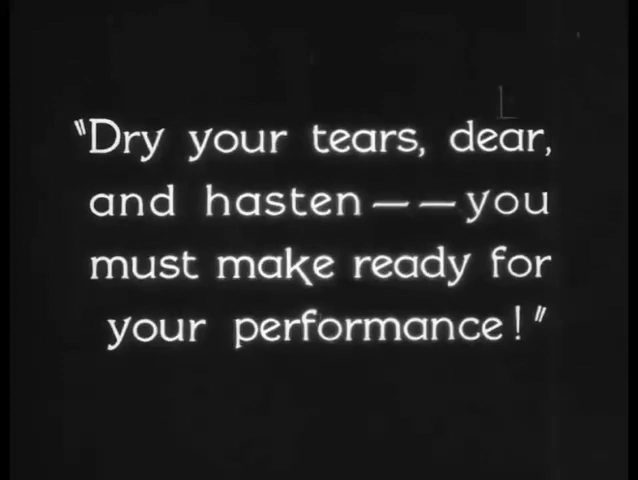 "Dry your tears, dear,
and hasten — — you
must make ready for
your performance!"